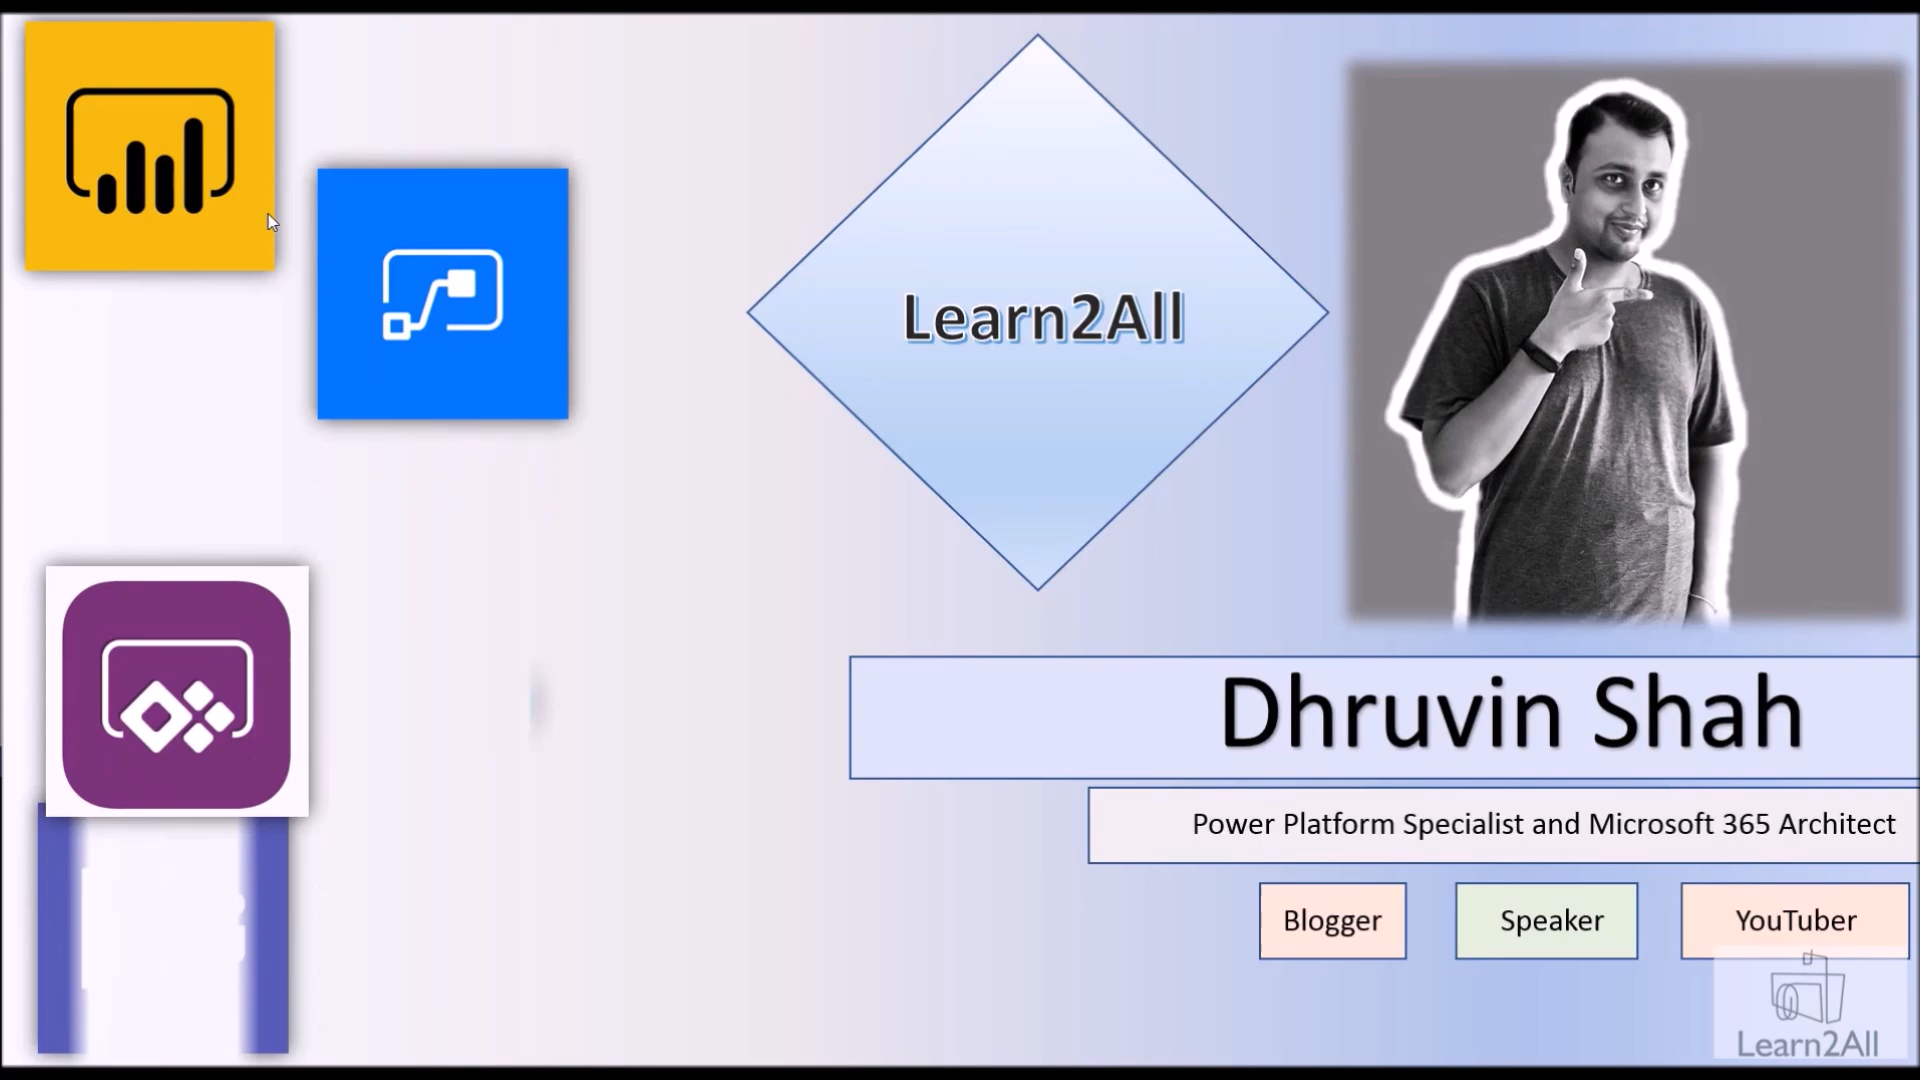 Learn2All
Dhruvin Shah
Power Platform Specialist and Microsoft 365 Architect
Blogger
Speaker
YouTuber
Learn2All